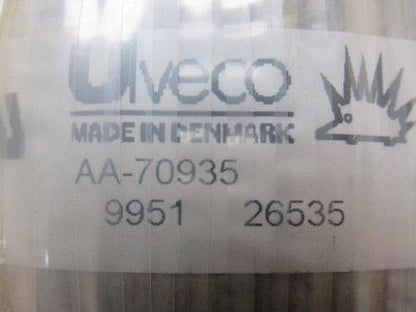 Ulveco
MADE IN DENMARK
AA-70935
9951 26535